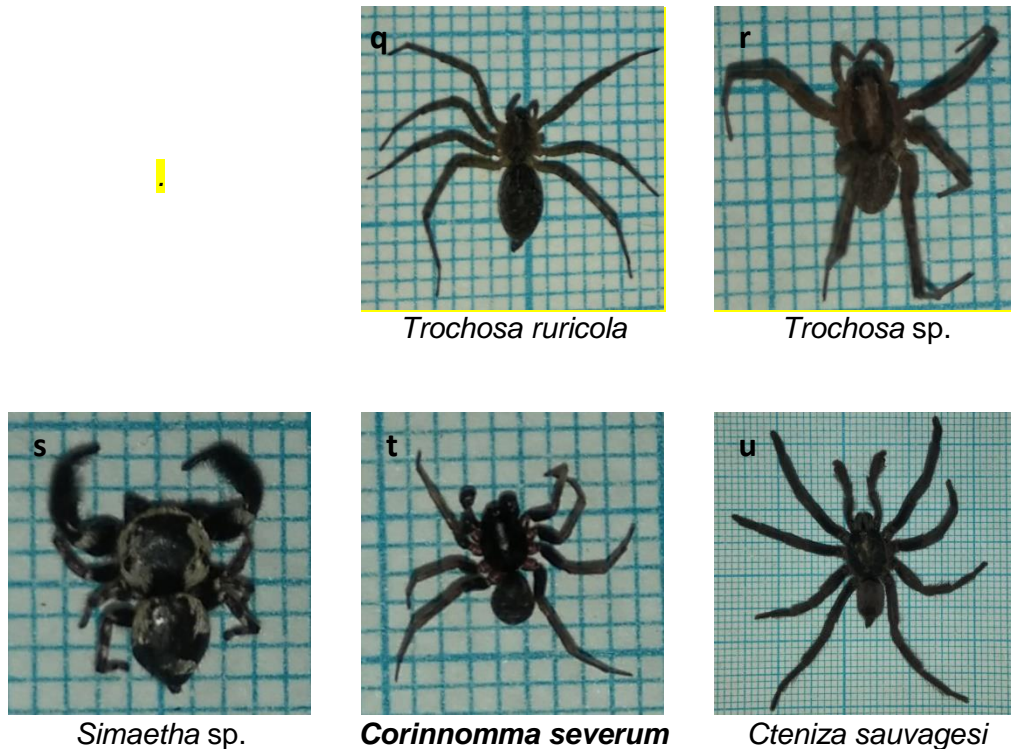 q
r
.
Trochosa ruricola
Trochosa sp.
s
t
u
Simaetha sp.
Corinnomma severum
Cteniza sauvagesi